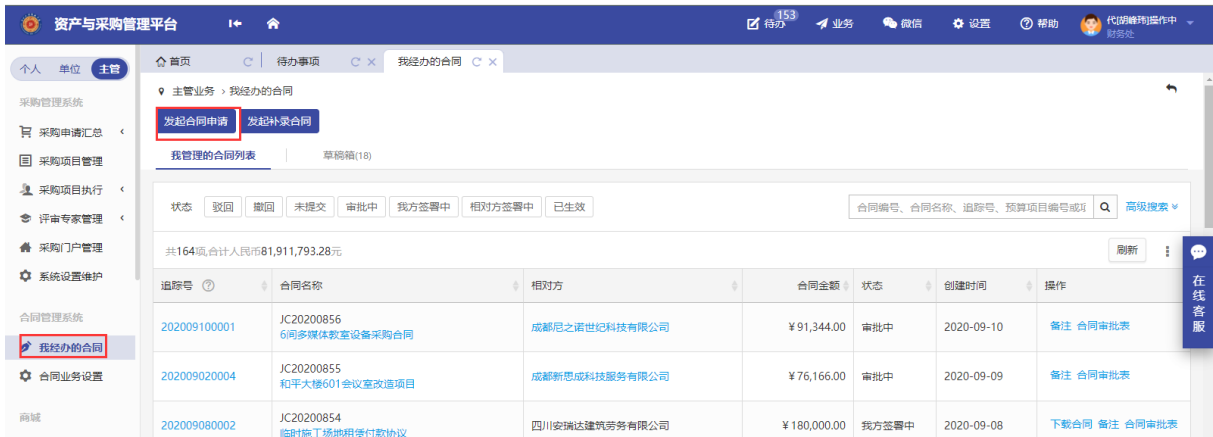 资产与采购管理平台
待办 153
业务
微信
设置
帮助
代[胡峰玮]操作中
财务处
个人 单位 主管
首页
待办事项
我经办的合同
采购管理系统
采购申请汇总
采购项目管理
采购项目执行
评审专家管理
采购门户管理
系统设置维护
合同管理系统
我经办的合同
合同业务设置
商城
主管业务 › 我经办的合同
发起合同申请 发起补录合同
我管理的合同列表 草稿箱(18)
状态 驳回 撤回 未提交 审批中 我方签署中 相对方签署中 已生效
合同编号、合同名称、追踪号、预算项目编号或项
高级搜索
共164项,合计人民币81,911,793.28元
刷新
追踪号 合同名称 相对方 合同金额 状态 创建时间 操作
202009100001 JC20200856 成都尼之诺世纪科技有限公司 ¥91,344.00 审批中 2020-09-10 备注 合同审批表
6间多媒体教室设备采购合同
202009020004 JC20200855 成都新思成科技服务有限公司 ¥76,166.00 审批中 2020-09-09 备注 合同审批表
和平大楼601会议室改造项目
202009080002 JC20200854 四川安瑞达建筑劳务有限公司 ¥180,000.00 我方签署中 2020-09-08 下载合同 备注 合同审批表
临时施工场地租赁付款协议
在线客服